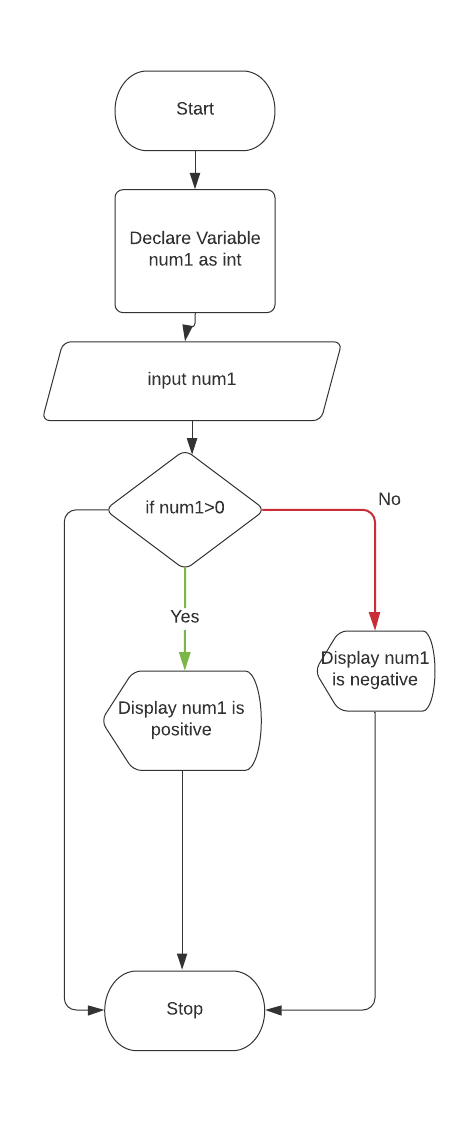 Start
Declare Variable
num1 as int
input num1
if num1>0
No
Yes
Display num1
is negative
Display num1 is
positive
Stop